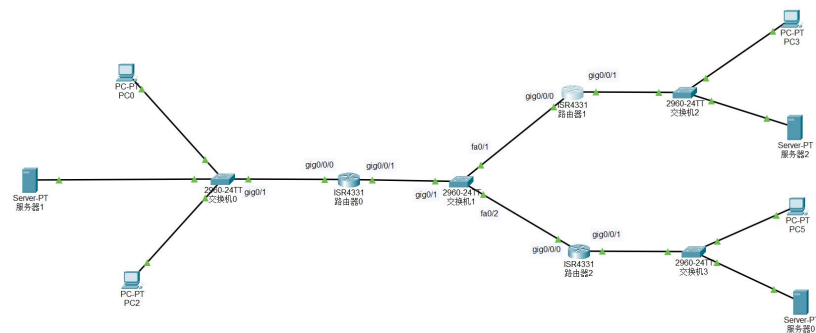 PC-PT
PC0
Server-PT
服务器1
PC-PT
PC2
2960-24TT
交换机0
gig0/1
gig0/0/0
ISR4331
路由器0
gig0/0/1
gig0/1
2960-24TT
交换机1
fa0/1
fa0/2
gig0/0/0
ISR4331
路由器1
gig0/0/1
2960-24TT
交换机2
PC-PT
PC3
Server-PT
服务器2
gig0/0/0
ISR4331
路由器2
gig0/0/1
2960-24TT
交换机3
PC-PT
PC5
Server-PT
服务器0